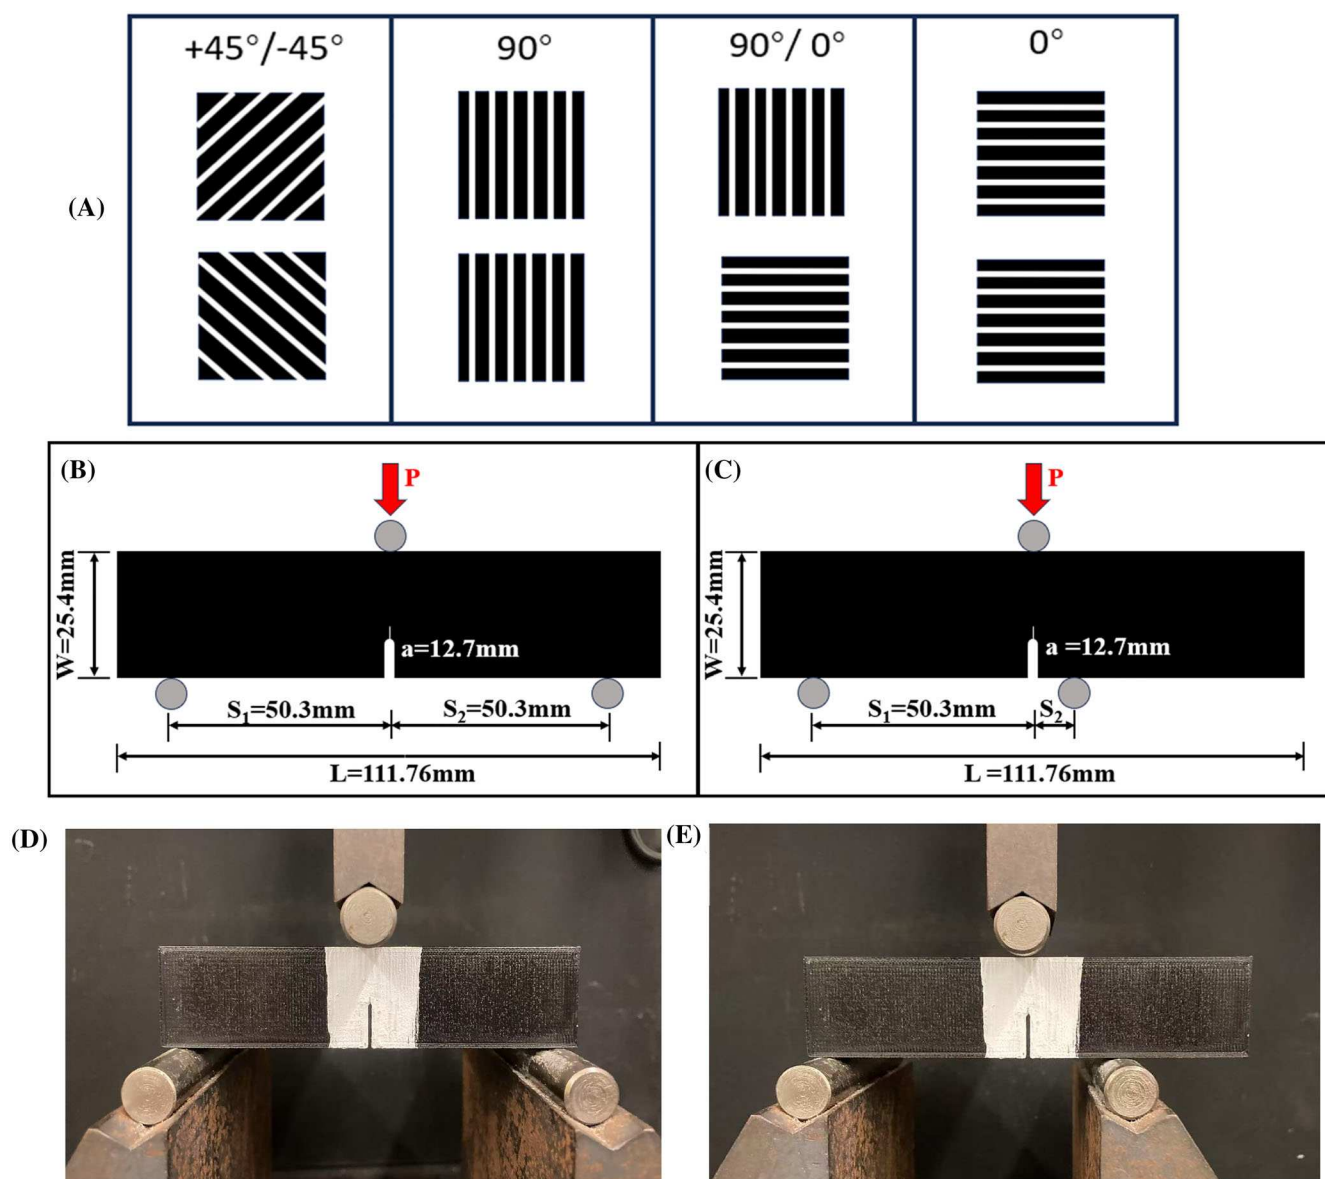 +45°/-45°
90°
90°/ 0°
0°
(A)
(B)
P
W=25.4mm
a=12.7mm
S₁=50.3mm
S₂=50.3mm
L=111.76mm
(C)
P
W=25.4mm
a =12.7mm
S₁=50.3mm
S₂
L =111.76mm
(D)
(E)